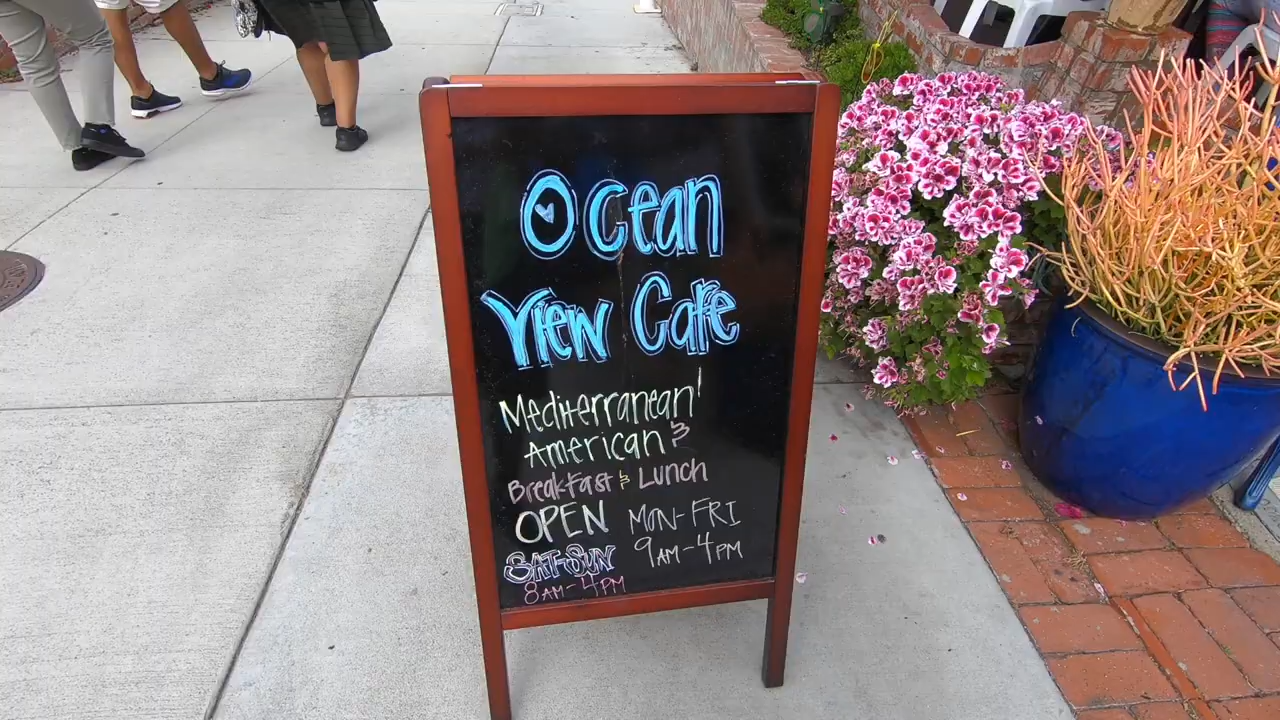 Ocean
View Cafe
Mediterranean!
American &
Breakfast & Lunch
OPEN MON-FRI
9AM-4PM
SAT-SUN
8AM-4PM